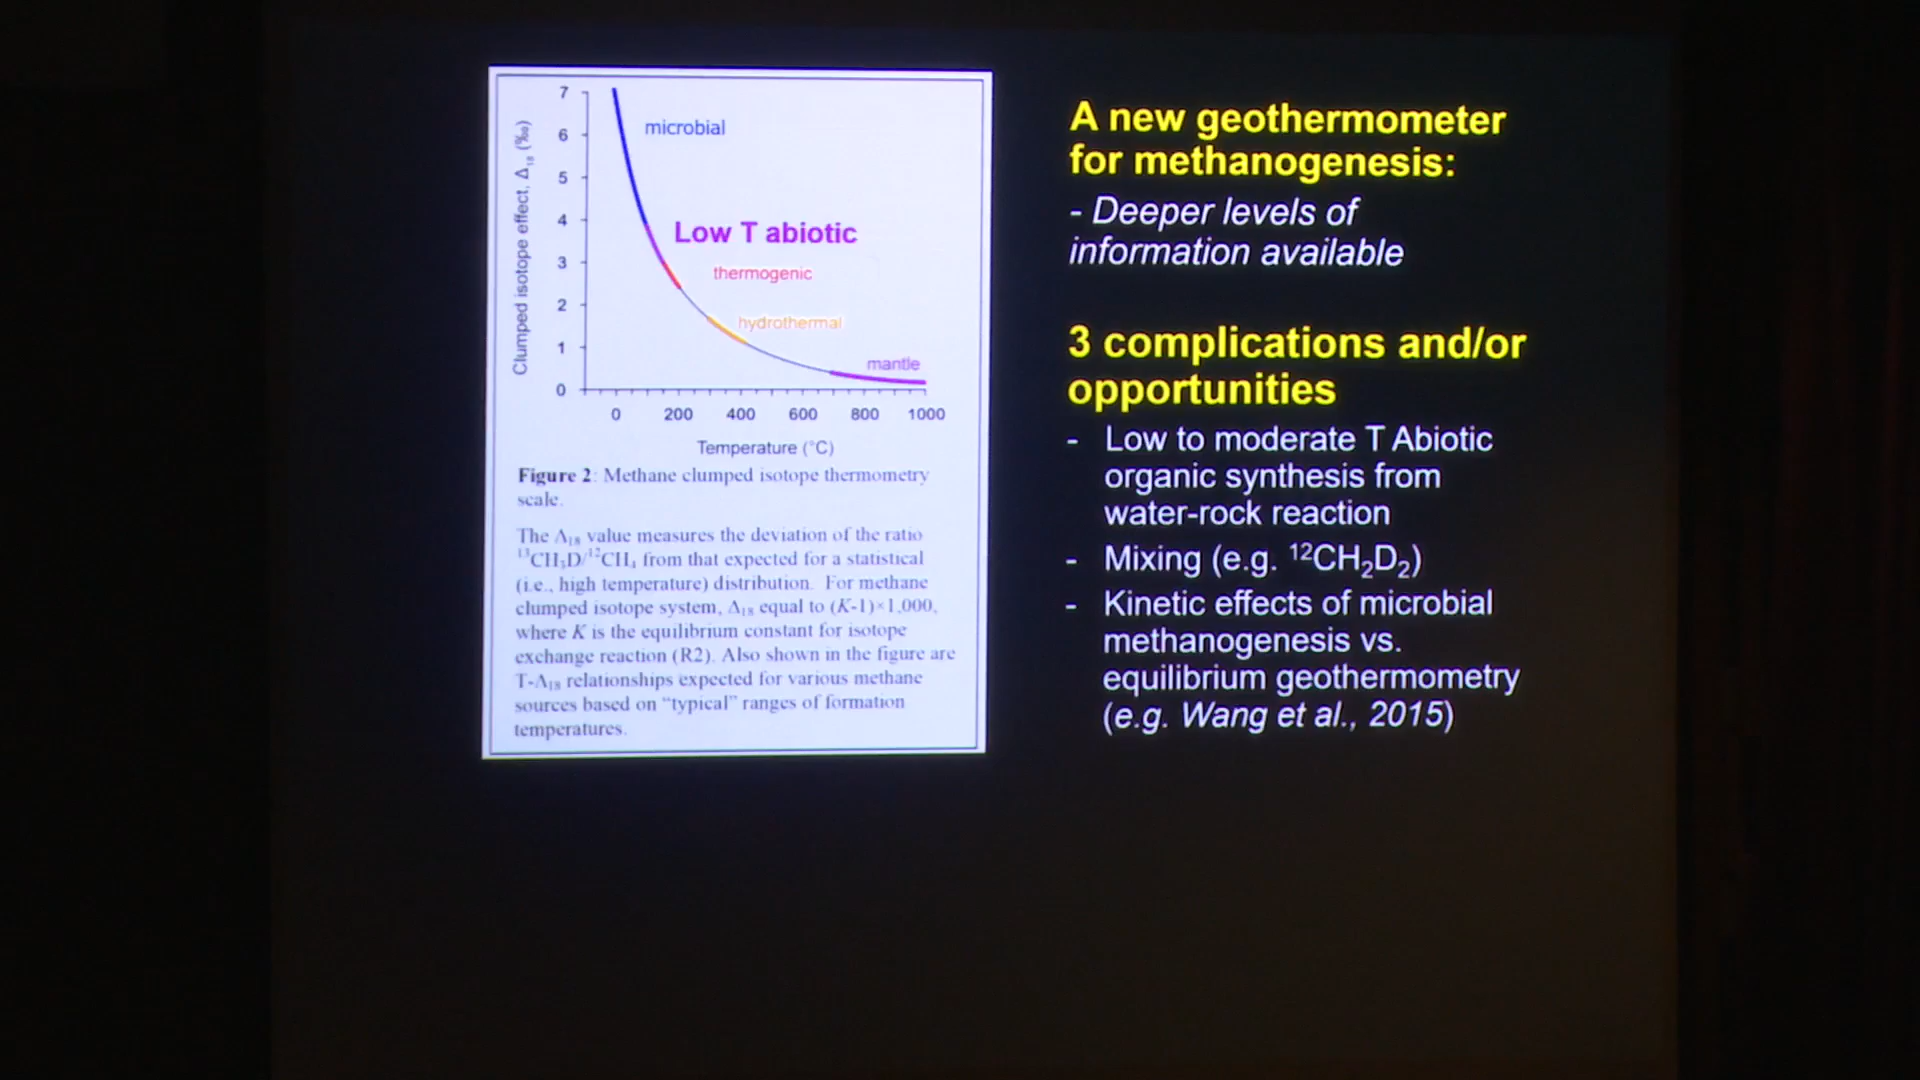 7
6
5
4
3
2
1
0
Clumped isotope effect, Δ₁₈ (‰)
microbial
Low T abiotic
thermogenic
hydrothermal
mantle
0 200 400 600 800 1000
Temperature (°C)
Figure 2: Methane clumped isotope thermometry
scale.
The Δ₁₈ value measures the deviation of the ratio
¹³CH₃D/¹²CH₄ from that expected for a statistical
(i.e., high temperature) distribution. For methane
clumped isotope system, Δ₁₈ equal to (K-1)×1,000,
where K is the equilibrium constant for isotope
exchange reaction (R2). Also shown in the figure are
T-Δ₁₈ relationships expected for various methane
sources based on “typical” ranges of formation
temperatures.
A new geothermometer
for methanogenesis:
- Deeper levels of
information available
3 complications and/or
opportunities
- Low to moderate T Abiotic
organic synthesis from
water-rock reaction
- Mixing (e.g. ¹²CH₂D₂)
- Kinetic effects of microbial
methanogenesis vs.
equilibrium geothermometry
(e.g. Wang et al., 2015)